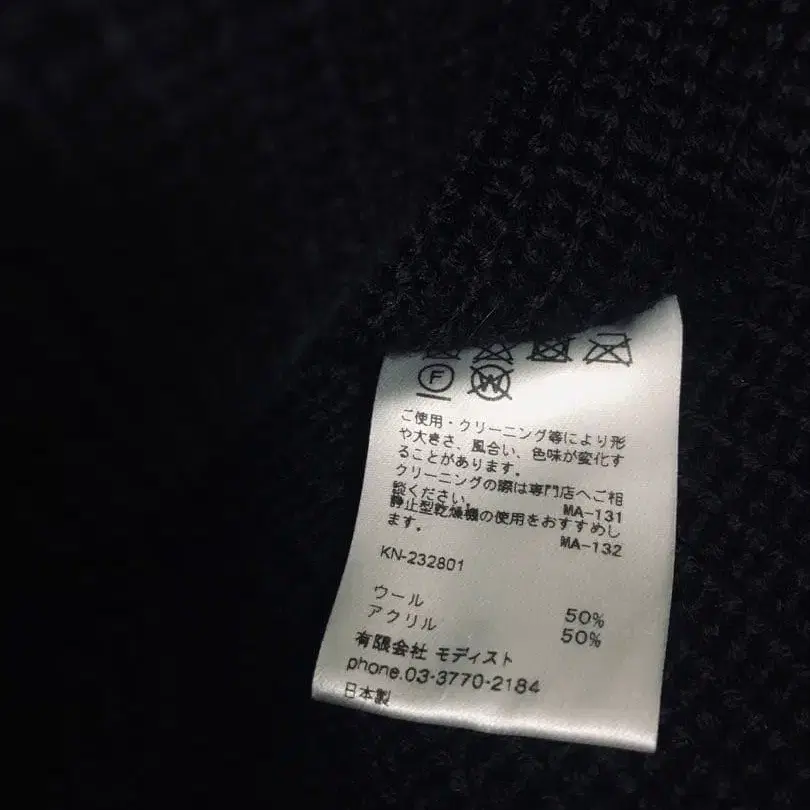 F W
ご使用・クリーニング等により形
や大きさ、風合い、色味が変化す
ることがあります。
クリーニングの際は専門店へご相
談ください。 MA-131
静止型乾燥機の使用をおすすめし
ます。 MA-132
KN-232801
ウール 50%
アクリル 50%
有限会社 モディスト
phone.03-3770-2184
日本製